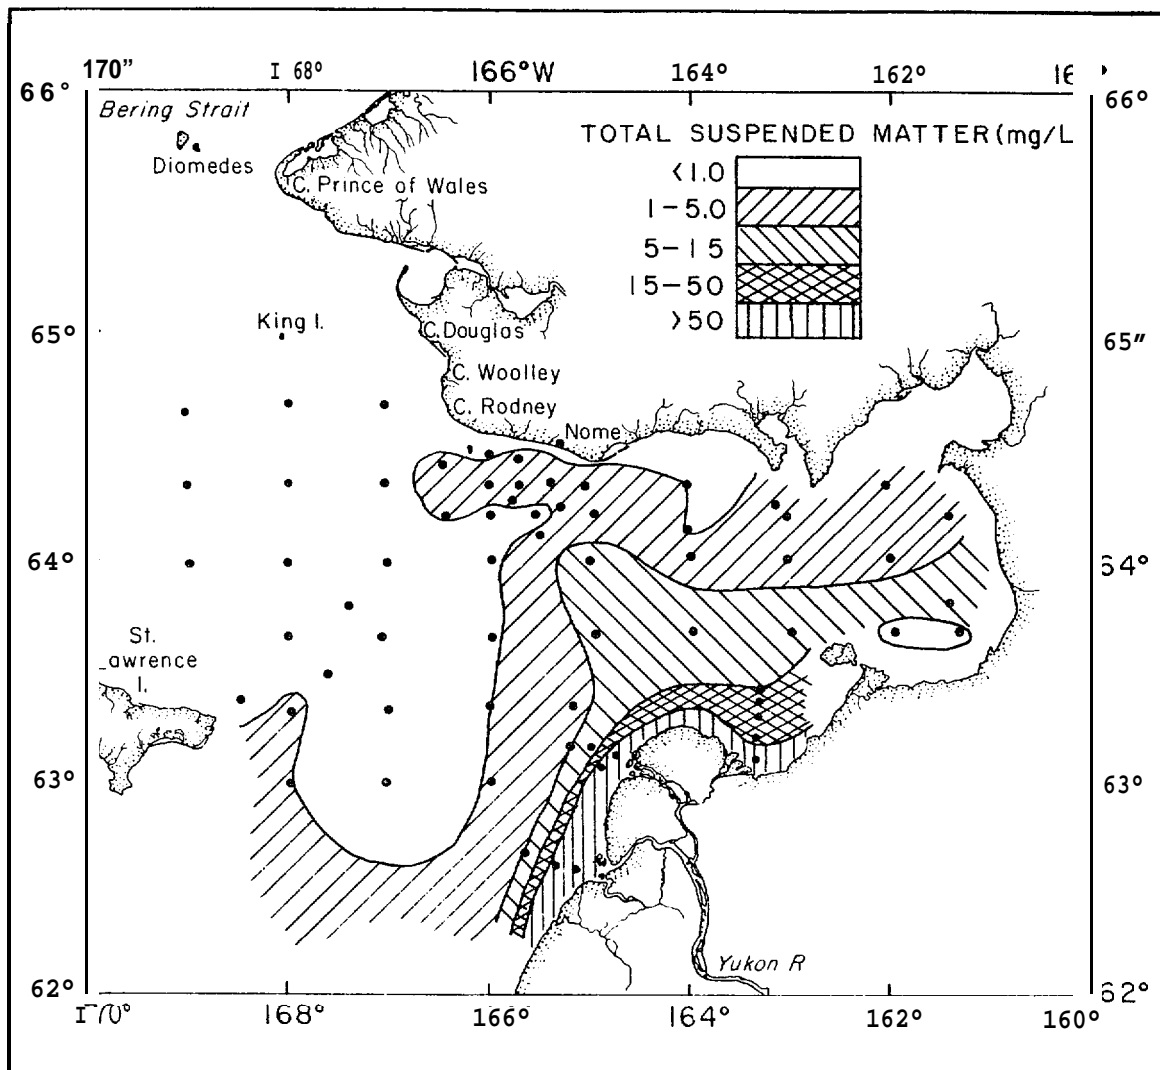 170" I 68° 166°W 164° 162° 16
66° 66°
Bering Strait
Diomedes
C. Prince of Wales
TOTAL SUSPENDED MATTER (mg/L
<1.0
1-5.0
5-15
15-50
>50
65° 65"
King I.
C. Douglas
C. Woolley
C. Rodney
Nome
64° 64°
St.
awrence
I.
63° 63°
Yukon R
62° 62°
170° 168° 166° 164° 162° 160°